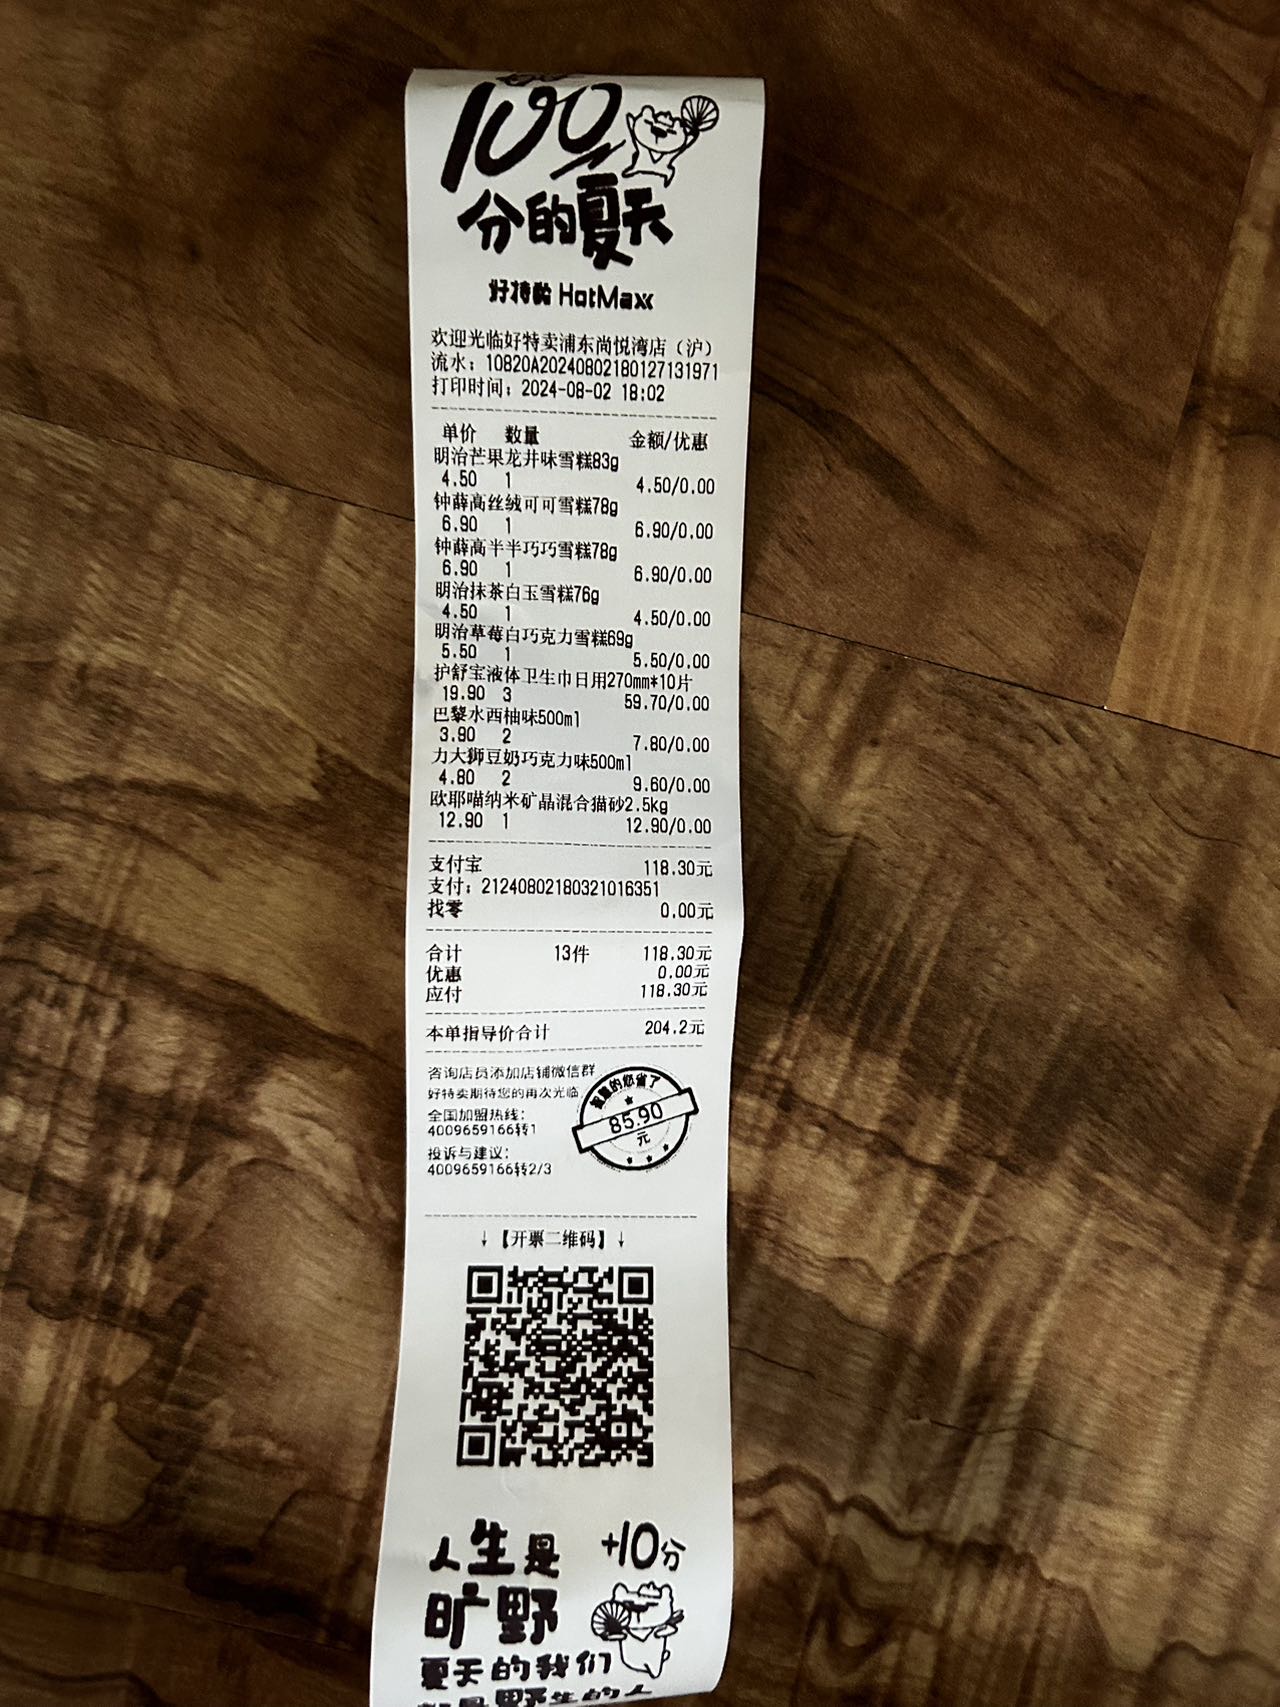 100
分的夏天
好特卖 HotMaxx
欢迎光临好特卖浦东尚悦湾店（沪）
流水：10820A20240802180127131971
打印时间：2024-08-02 18:02
单价 数量 金额/优惠
明治芒果龙井味雪糕83g
4.50 1 4.50/0.00
钟薛高丝绒可可雪糕78g
6.90 1 6.90/0.00
钟薛高半半巧巧雪糕78g
6.90 1 6.90/0.00
明治抹茶白玉雪糕76g
4.50 1 4.50/0.00
明治草莓白巧克力雪糕69g
5.50 1 5.50/0.00
护舒宝液体卫生巾日用270mm*10片
19.90 3 59.70/0.00
巴黎水西柚味500ml
3.90 2 7.80/0.00
力大狮豆奶巧克力味500ml
4.80 2 9.60/0.00
欧耶喵纳米矿晶混合猫砂2.5kg
12.90 1 12.90/0.00
支付宝 118.30元
支付：21240802180321016351
找零 0.00元
合计 13件 118.30元
优惠 0.00元
应付 118.30元
本单指导价合计 204.2元
咨询店员添加店铺微信群
好特卖期待您的再次光临
全国加盟热线：
4009659166转1
投诉与建议：
4009659166转2/3
智慧的您省了
85.90
元
↓【开票二维码】↓
人生是
旷野
+10分
夏天的我们
都是野生的人